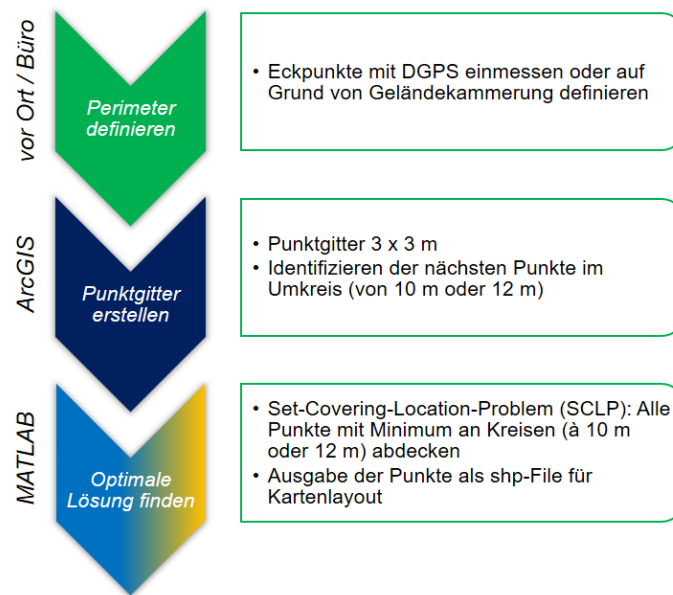 vor Ort / Büro
Perimeter
definieren
• Eckpunkte mit DGPS einmessen oder auf
Grund von Geländekammerung definieren
ArcGIS
Punktgitter
erstellen
• Punktgitter 3 x 3 m
• Identifizieren der nächsten Punkte im
Umkreis (von 10 m oder 12 m)
MATLAB
Optimale
Lösung finden
• Set-Covering-Location-Problem (SCLP): Alle
Punkte mit Minimum an Kreisen (à 10 m
oder 12 m) abdecken
• Ausgabe der Punkte als shp-File für
Kartenlayout